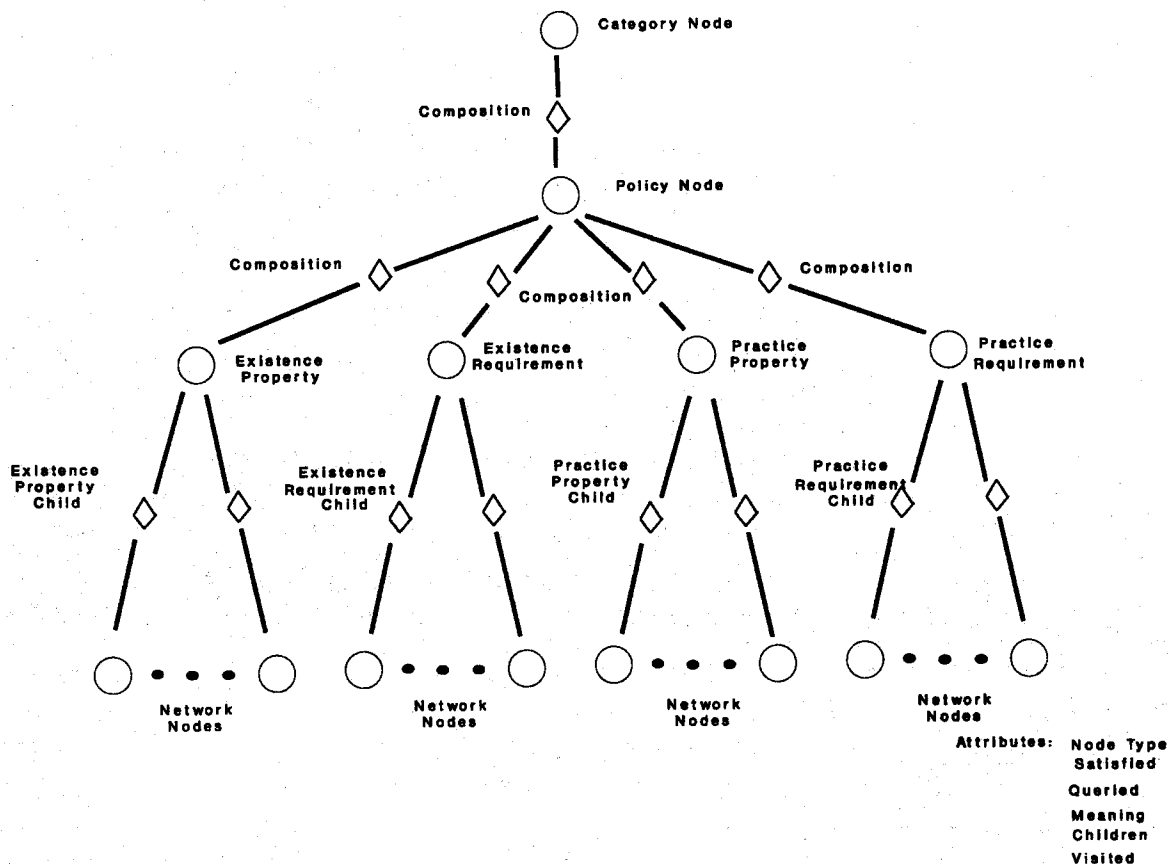 Category Node
Composition
Policy Node
Composition
Composition
Composition
Existence
Property
Existence
Requirement
Practice
Property
Practice
Requirement
Existence
Property
Child
Existence
Requirement
Child
Practice
Property
Child
Practice
Requirement
Child
Network
Nodes
Network
Nodes
Network
Nodes
Network
Nodes
Attributes: Node Type
Satisfied
Queried
Meaning
Children
Visited